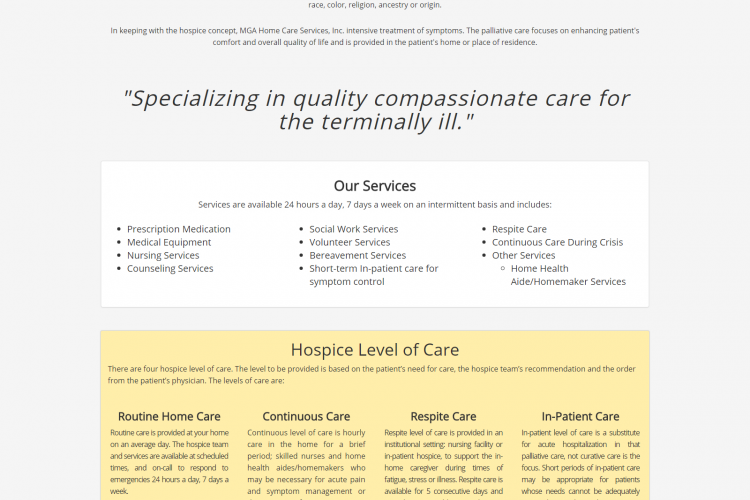 race, color, religion, ancestry or origin.
In keeping with the hospice concept, MGA Home Care Services, Inc. intensive treatment of symptoms. The palliative care focuses on enhancing patient's
comfort and overall quality of life and is provided in the patient's home or place of residence.
"Specializing in quality compassionate care for
the terminally ill."
Our Services
Services are available 24 hours a day, 7 days a week on an intermittent basis and includes:
Prescription Medication
Medical Equipment
Nursing Services
Counseling Services
Social Work Services
Volunteer Services
Bereavement Services
Short-term In-patient care for
symptom control
Respite Care
Continuous Care During Crisis
Other Services
Home Health
Aide/Homemaker Services
Hospice Level of Care
There are four hospice level of care. The level to be provided is based on the patient's need for care, the hospice team's recommendation and the order
from the patient's physician. The levels of care are:
Routine Home Care
Routine care is provided at your home
on an average day. The hospice team
and services are available at scheduled
times, and on-call to respond to
emergencies 24 hours a day, 7 days a
week.
Continuous Care
Continuous level of care is hourly
care in the home for a brief
period; skilled nurses and home
health aides/homemakers who
may be necessary for acute pain
and symptom management or
Respite Care
Respite level of care is provided in an
institutional setting: nursing facility or
in-patient hospice, to support the in-
home caregiver during times of
fatigue, stress or illness. Respite care is
available for 5 consecutive days and
In-Patient Care
In-patient level of care is a substitute
for acute hospitalization in that
palliative care, not curative care is the
focus. Short periods of in-patient care
may be appropriate for patients
whose needs cannot be adequately